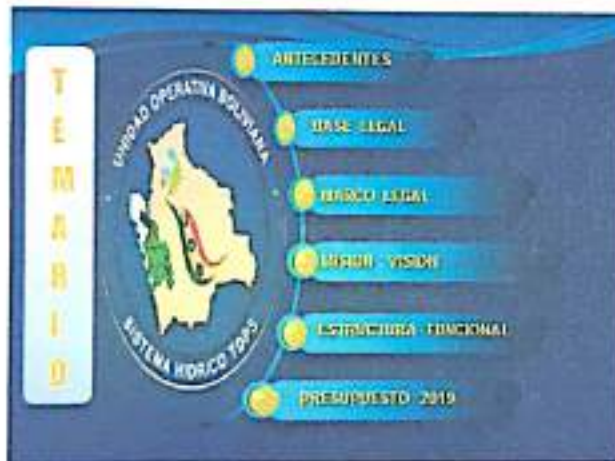 TEMARIO
UNIDAD OPERATIVA BOLIVIANA
SISTEMA HIDRICO TDPS
ANTECEDENTES
BASE LEGAL
MARCO LEGAL
MISION - VISION
ESTRUCTURA FUNCIONAL
PRESUPUESTO 2019